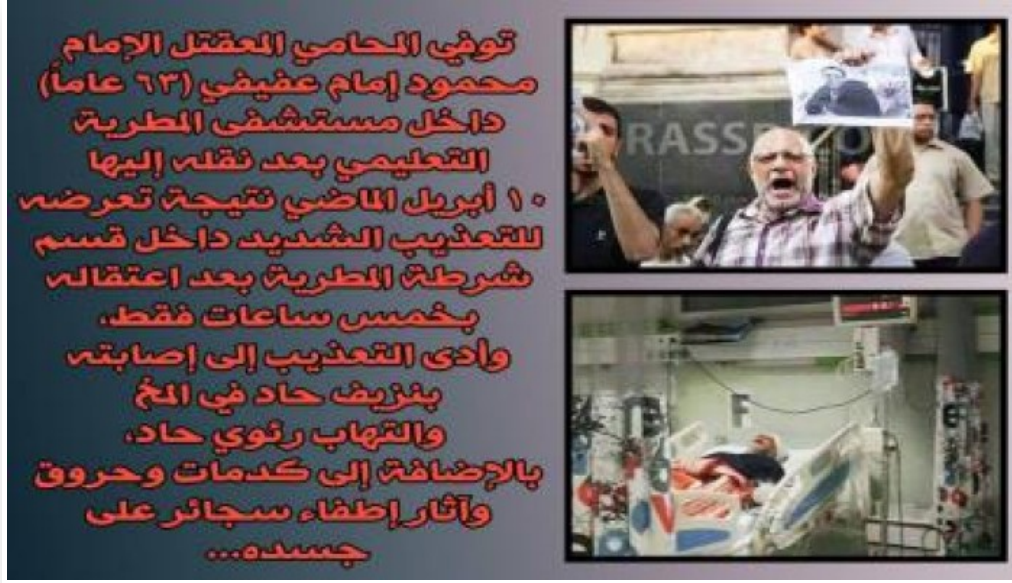 توفي المحامي المعقتل الإمام
محمود إمام عفيفي (٦٣ عاماً)
داخل مستشفى المطرية
التعليمي بعد نقله إليها
١٠ أبريل الماضي نتيجة تعرضه
للتعذيب الشديد داخل قسم
شرطة المطرية بعد اعتقاله
بخمس ساعات فقط،
وأدى التعذيب إلى إصابته
بنزيف حاد في المخ
والتهاب رئوي حاد،
بالإضافة إلى كدمات وحروق
وآثار إطفاء سجائر على
جسده...
RASS